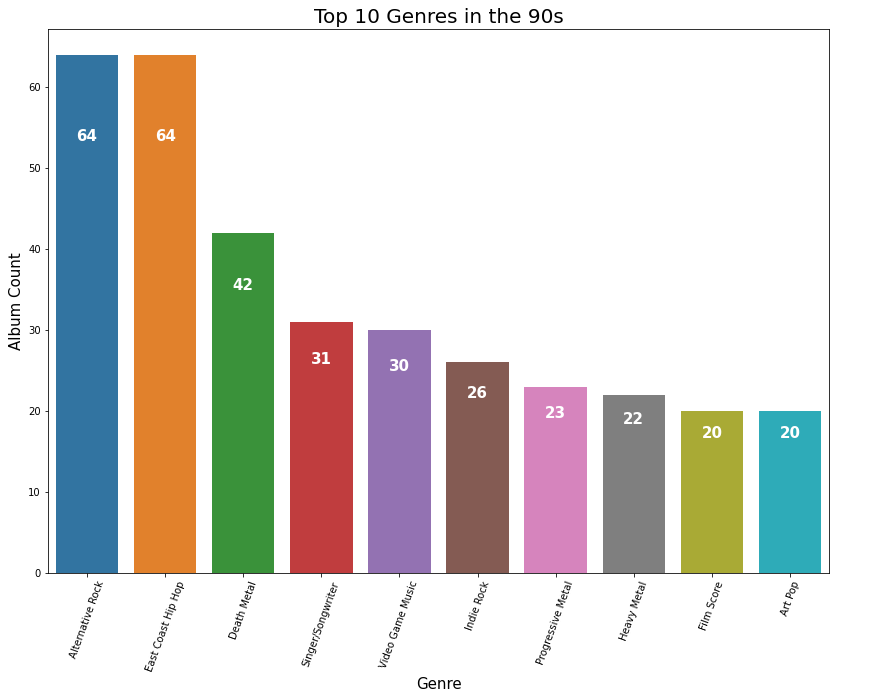 Top 10 Genres in the 90s
Album Count
60
50
40
30
20
10
0
64
64
42
31
30
26
23
22
20
20
Alternative Rock
East Coast Hip Hop
Death Metal
Singer/Songwriter
Video Game Music
Indie Rock
Progressive Metal
Heavy Metal
Film Score
Art Pop
Genre